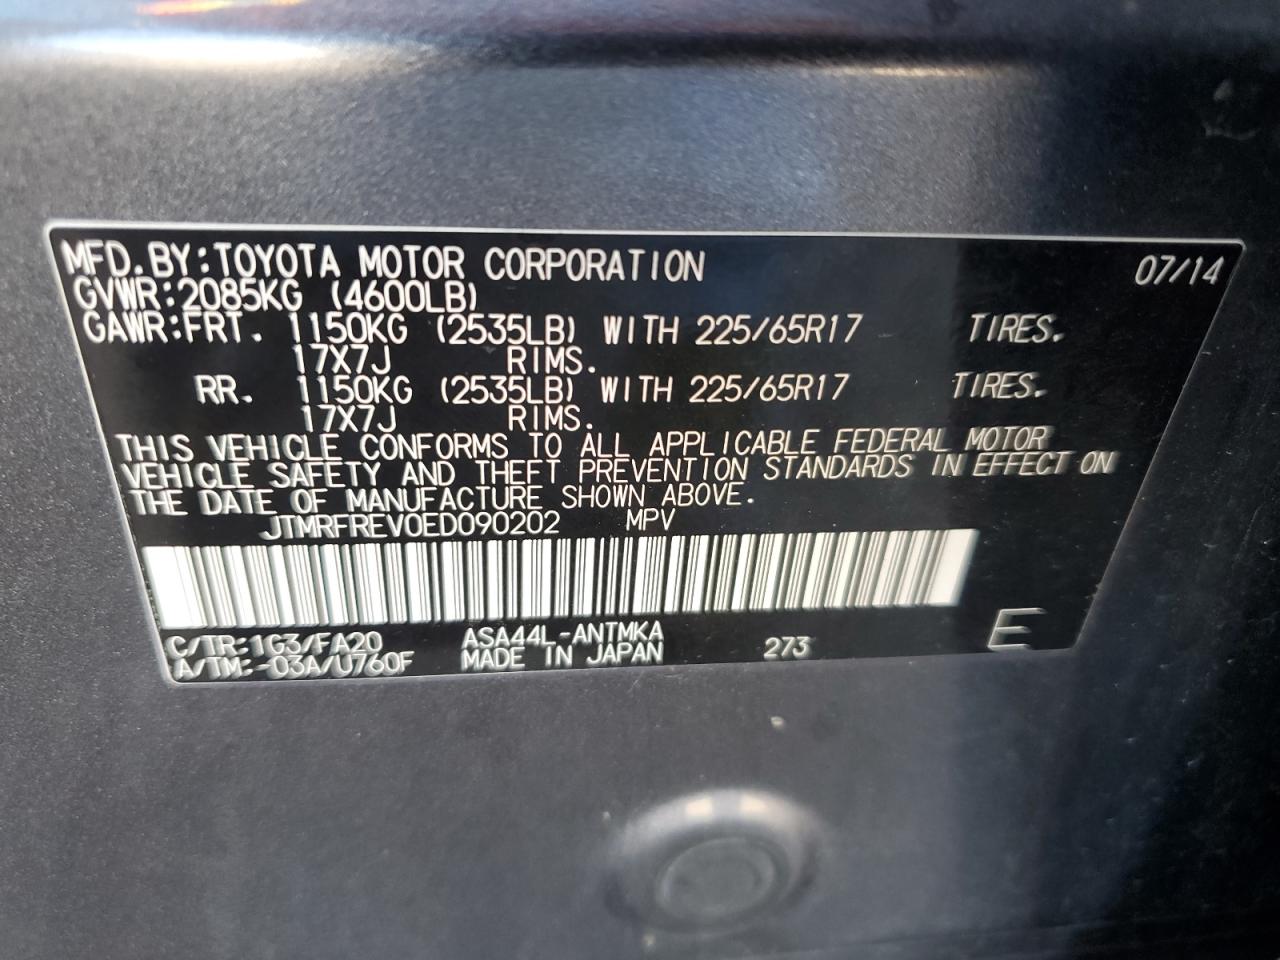 MFD. BY: TOYOTA MOTOR CORPORATION 07/14
GVWR: 2085KG (4600LB)
GAWR: FRT. 1150KG (2535LB) WITH 225/65R17 TIRES.
17X7J RIMS.
RR. 1150KG (2535LB) WITH 225/65R17 TIRES.
17X7J RIMS.
THIS VEHICLE CONFORMS TO ALL APPLICABLE FEDERAL MOTOR
VEHICLE SAFETY AND THEFT PREVENTION STANDARDS IN EFFECT ON
THE DATE OF MANUFACTURE SHOWN ABOVE.
JTMRFREV0ED090202 MPV
C/TR: 1G3/FA20 ASA44L-ANTMKA 273 E
A/TM: -03A/U760F MADE IN JAPAN